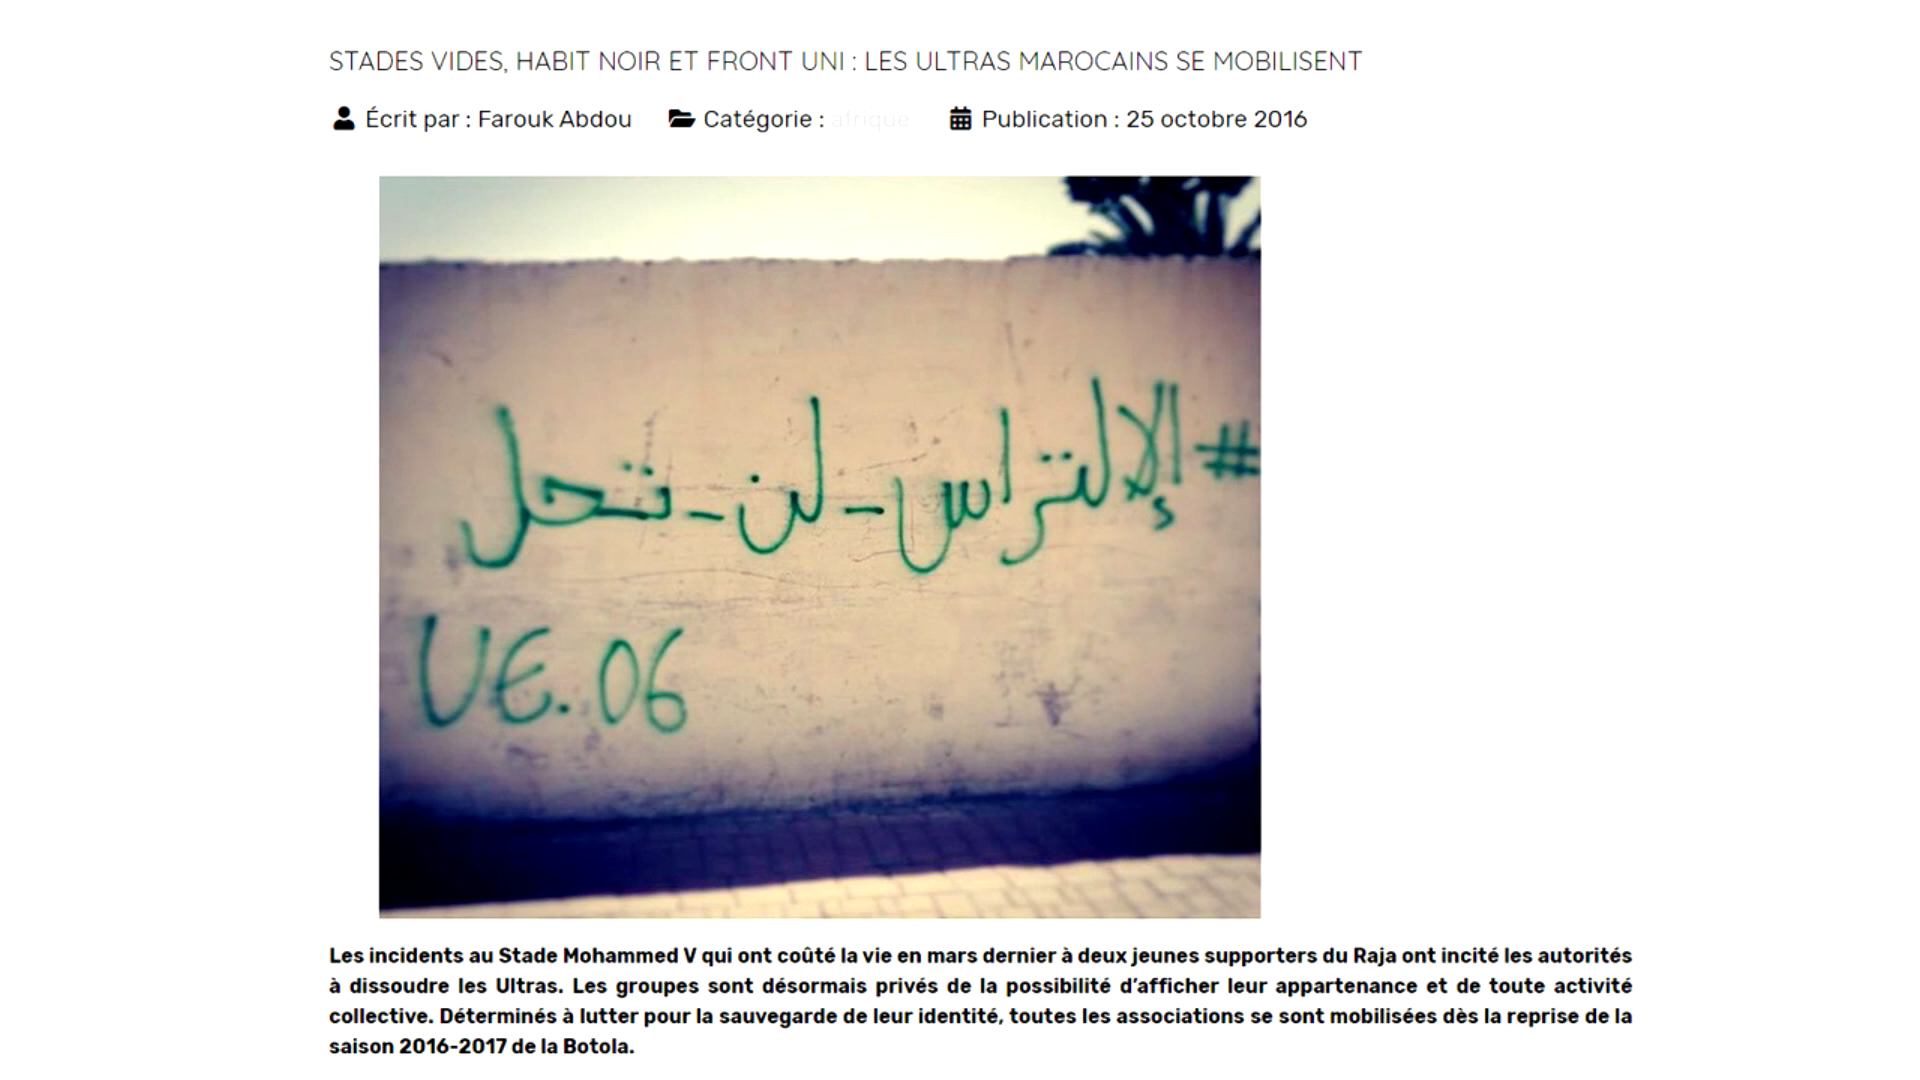 STADES VIDES, HABIT NOIR ET FRONT UNI : LES ULTRAS MAROCAINS SE MOBILISENT
Écrit par : Farouk Abdou Catégorie : afrique Publication : 25 octobre 2016
#الإلتراس_لن_تحل
UE.06
Les incidents au Stade Mohammed V qui ont coûté la vie en mars dernier à deux jeunes supporters du Raja ont incité les autorités
à dissoudre les Ultras. Les groupes sont désormais privés de la possibilité d’afficher leur appartenance et de toute activité
collective. Déterminés à lutter pour la sauvegarde de leur identité, toutes les associations se sont mobilisées dès la reprise de la
saison 2016-2017 de la Botola.